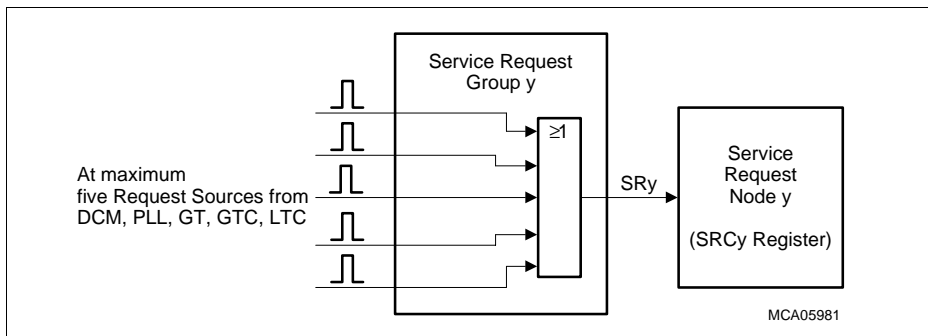 Service Request
Group y
≥1
At maximum
five Request Sources from
DCM, PLL, GT, GTC, LTC
SRy
Service
Request
Node y
(SRCy Register)
MCA05981